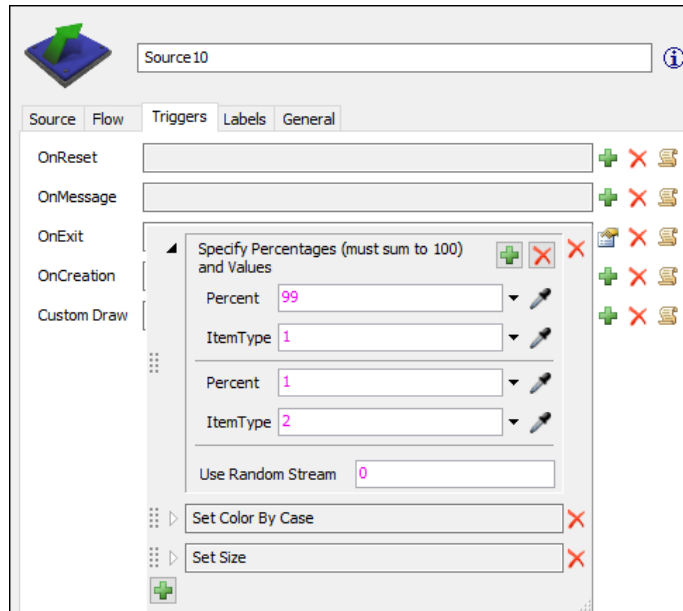 Source10
Source Flow Triggers Labels General
OnReset
OnMessage
OnExit
Specify Percentages (must sum to 100)
and Values
OnCreation
Percent 99
Custom Draw
ItemType 1
Percent 1
ItemType 2
Use Random Stream 0
Set Color By Case
Set Size